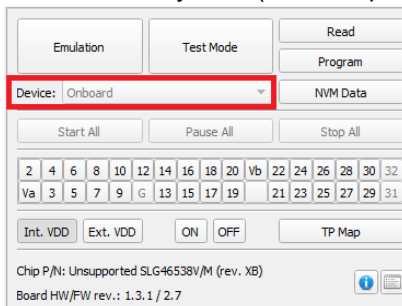 Emulation
Test Mode
Read
Program
Device: Onboard
NVM Data
Start All
Pause All
Stop All
2 4 6 8 10 12 14 16 18 20 Vb 22 24 26 28 30 32
Va 3 5 7 9 G 13 15 17 19 21 23 25 27 29 31
Int. VDD
Ext. VDD
ON
OFF
TP Map
Chip P/N: Unsupported SLG46538V/M (rev. XB)
Board HW/FW rev.: 1.3.1 / 2.7